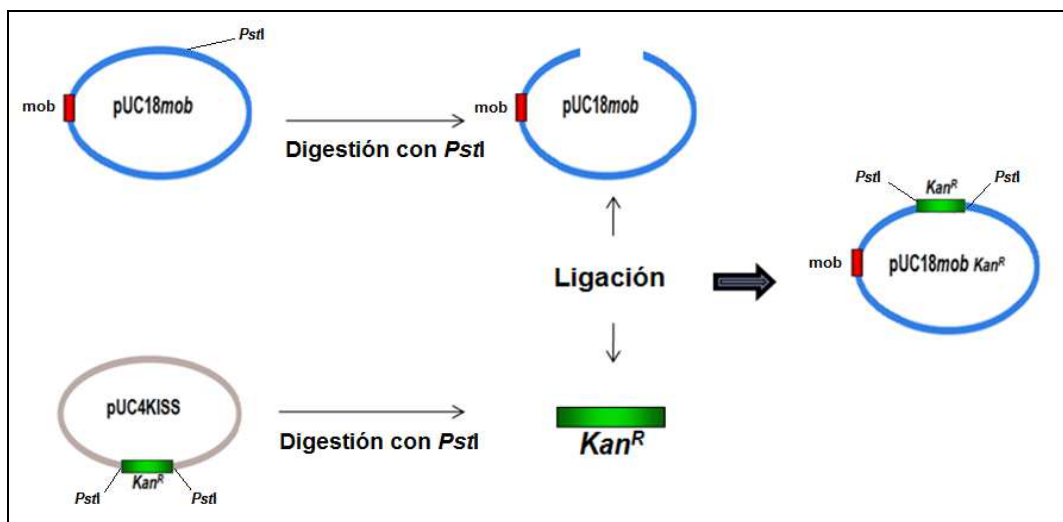 PstI
mob
pUC18mob
Digestión con PstI
mob
pUC18mob
PstI
KanR
PstI
mob
pUC18mob KanR
Ligación
pUC4KISS
KanR
PstI
PstI
Digestión con PstI
KanR